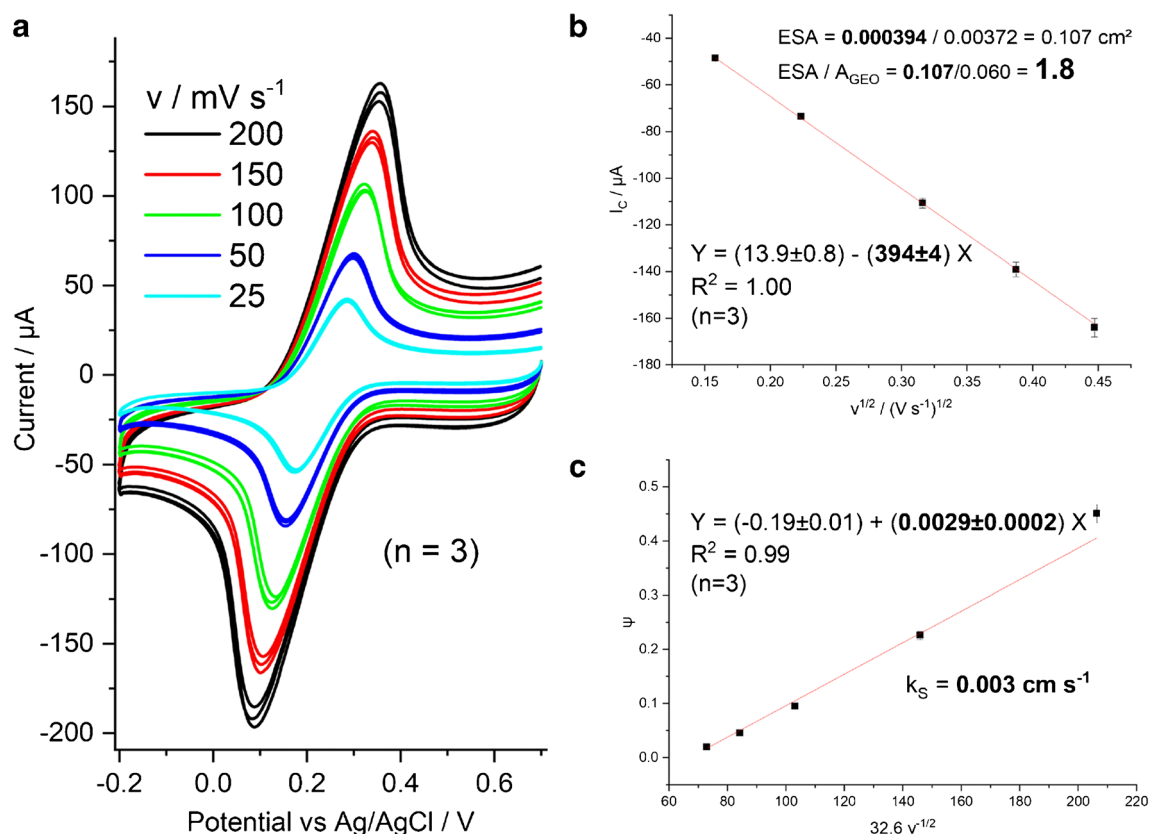 a
v / mV s⁻¹
200
150
100
50
25
(n = 3)
150
100
50
0
-50
-100
-150
-200
Current / µA
-0.2 0.0 0.2 0.4 0.6
Potential vs Ag/AgCl / V
b
ESA = 0.000394 / 0.00372 = 0.107 cm²
ESA / A_GEO = 0.107/0.060 = 1.8
Y = (13.9±0.8) - (394±4) X
R² = 1.00
(n=3)
-40
-60
-80
-100
-120
-140
-160
-180
I_C / µA
0.15 0.20 0.25 0.30 0.35 0.40 0.45
v^1/2 / (V s⁻¹)^1/2
c
Y = (-0.19±0.01) + (0.0029±0.0002) X
R² = 0.99
(n=3)
k_S = 0.003 cm s⁻¹
0.5
0.4
0.3
0.2
0.1
0.0
ψ
60 80 100 120 140 160 180 200 220
32.6 v^-1/2